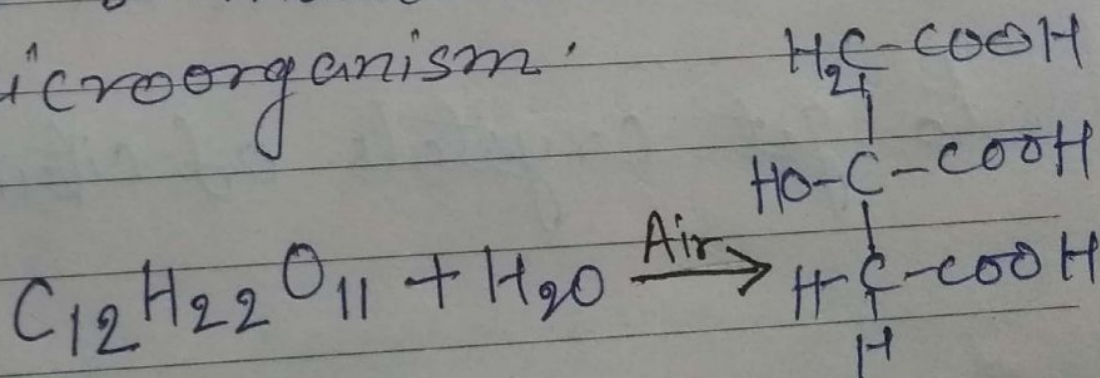 icroorganism.
H₂C-COOH
HO-C-COOH
C₁₂H₂₂O₁₁ + H₂O Air→ H-C-COOH
H